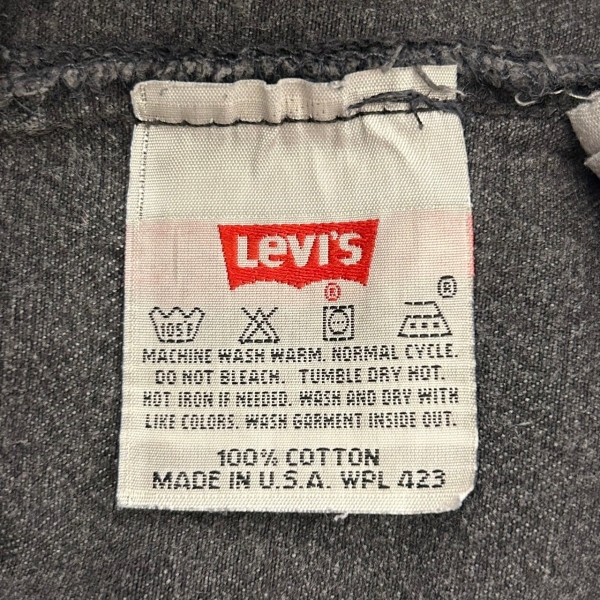 LEVI'S
®
®
105F
MACHINE WASH WARM. NORMAL CYCLE.
DO NOT BLEACH. TUMBLE DRY HOT.
HOT IRON IF NEEDED. WASH AND DRY WITH
LIKE COLORS. WASH GARMENT INSIDE OUT.
100% COTTON
MADE IN U.S.A. WPL 423